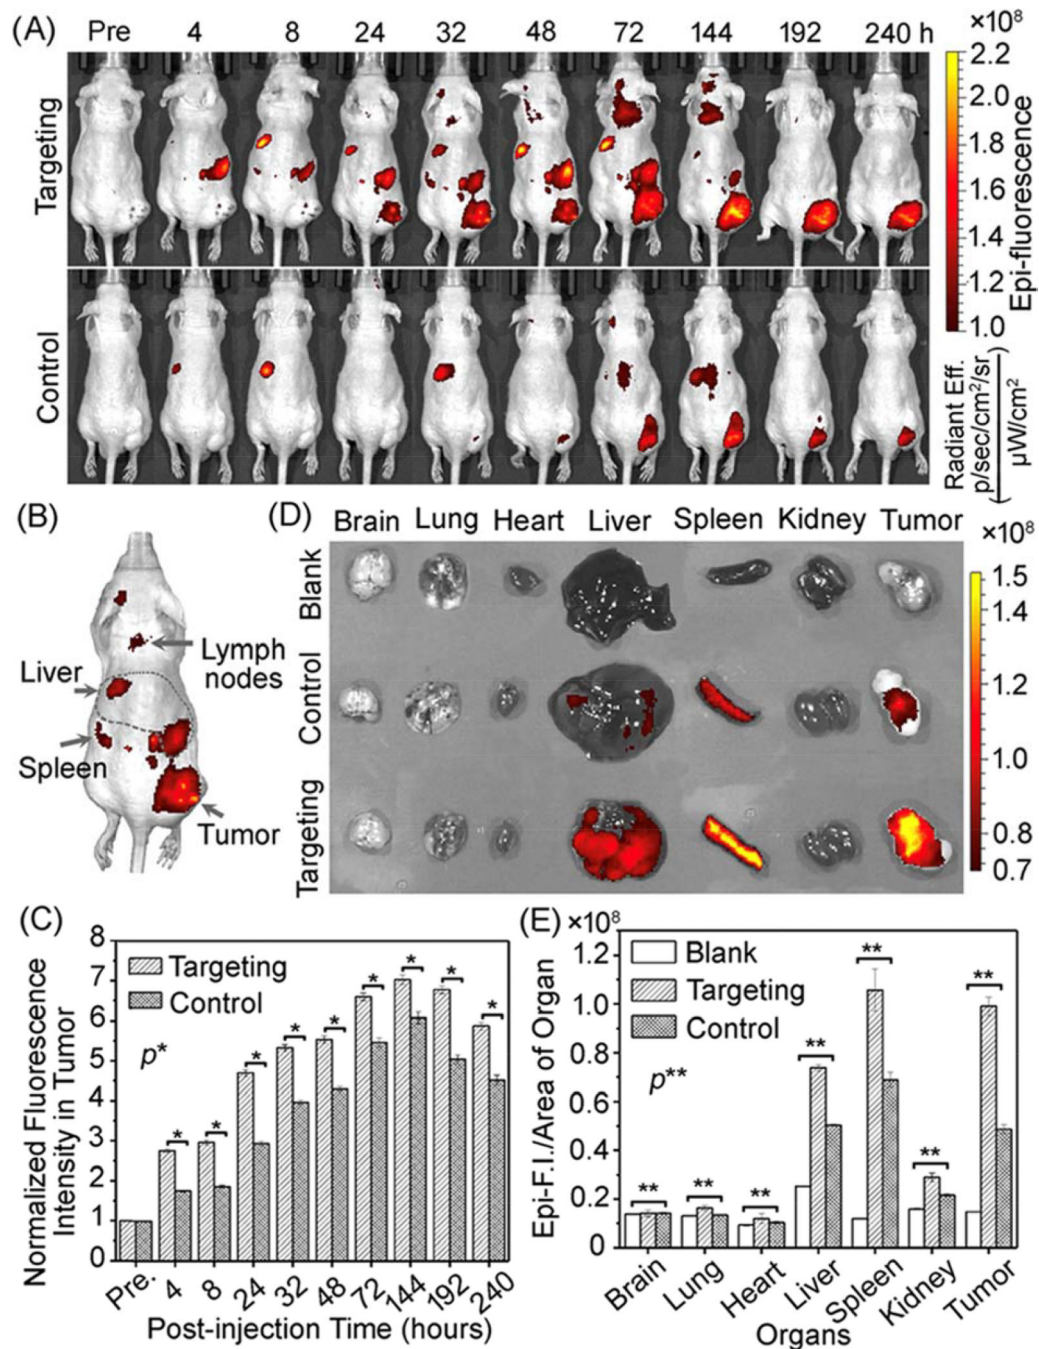 (A) Pre 4 8 24 32 48 72 144 192 240 h
×10⁸
2.2
2.0
1.8
1.6
1.4
1.2
1.0
Epi-fluorescence
Targeting
Control
Radiant Eff.
p/sec/cm²/sr
μW/cm²
(B)
Lymph
nodes
Liver
Spleen
Tumor
(D)
Brain Lung Heart Liver Spleen Kidney Tumor
Blank
Control
Targeting
×10⁸
1.5
1.4
1.2
1.0
0.8
0.7
(C)
Normalized Fluorescence
Intensity in Tumor
8
7
6
5
4
3
2
1
0
Targeting
Control
p*
* * * * * * * * *
Pre. 4 8 24 32 48 72 144 192 240
Post-injection Time (hours)
(E) ×10⁸
Epi-F.I./Area of Organ
1.2
1.0
0.8
0.6
0.4
0.2
0
Blank
Targeting
Control
p**
** ** ** ** ** ** **
Brain Lung Heart Liver Spleen Kidney Tumor
Organs